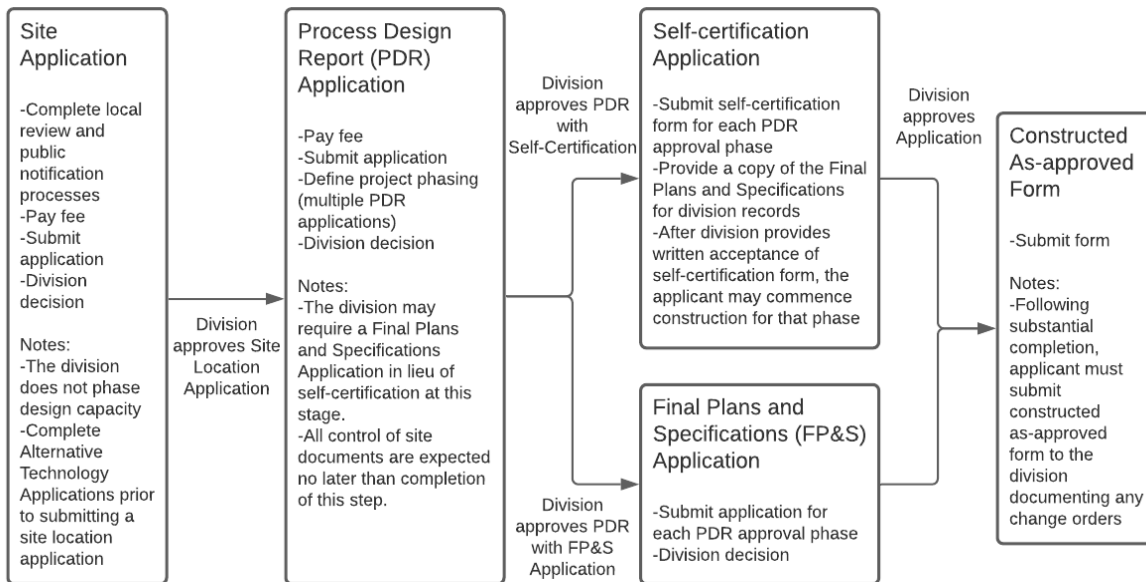 Site
Application
-Complete local
review and
public
notification
processes
-Pay fee
-Submit
application
-Division
decision
Notes:
-The division
does not phase
design capacity
-Complete
Alternative
Technology
Applications prior
to submitting a
site location
application
Division
approves Site
Location
Application
Process Design
Report (PDR)
Application
-Pay fee
-Submit application
-Define project phasing
(multiple PDR
applications)
-Division decision
Notes:
-The division may
require a Final Plans
and Specifications
Application in lieu of
self-certification at this
stage.
-All control of site
documents are expected
no later than completion
of this step.
Division
approves PDR
with
Self-Certification
Division
approves PDR
with FP&S
Application
Self-certification
Application
-Submit self-certification
form for each PDR
approval phase
-Provide a copy of the Final
Plans and Specifications
for division records
-After division provides
written acceptance of
self-certification form, the
applicant may commence
construction for that phase
Final Plans and
Specifications (FP&S)
Application
-Submit application for
each PDR approval phase
-Division decision
Division
approves
Application
Constructed
As-approved
Form
-Submit form
Notes:
-Following
substantial
completion,
applicant must
submit
constructed
as-approved
form to the
division
documenting any
change orders